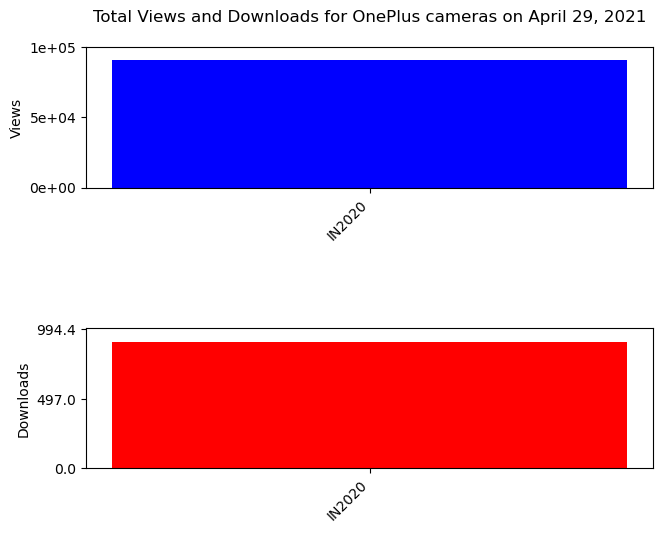 Total Views and Downloads for OnePlus cameras on April 29, 2021
1e+05
5e+04
0e+00
Views
IN2020
994.4
497.0
0.0
Downloads
IN2020